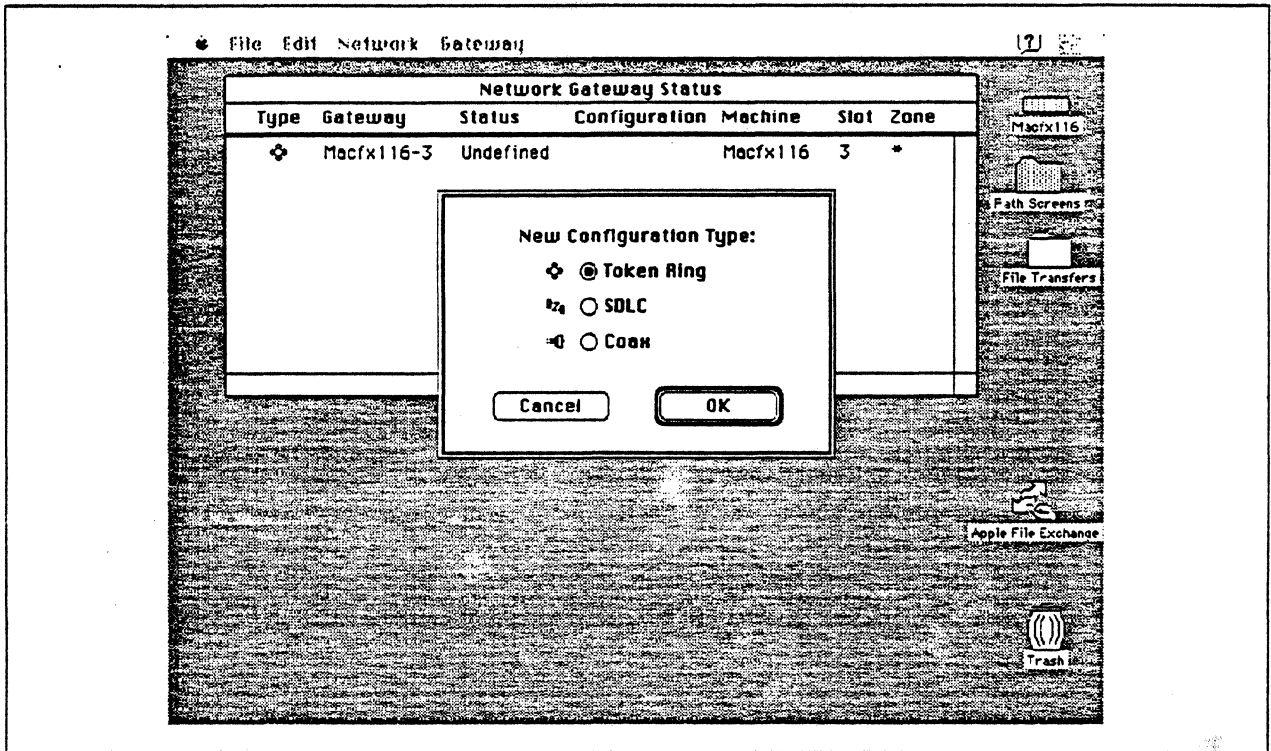 File Edit Network Gateway
Network Gateway Status
Type Gateway Status Configuration Machine Slot Zone
Macfx116-3 Undefined Macfx116 3 *
New Configuration Type:
Token Ring
SDLC
Coax
Cancel OK
Macfx116
Path Screens
File Transfers
Apple File Exchange
Trash